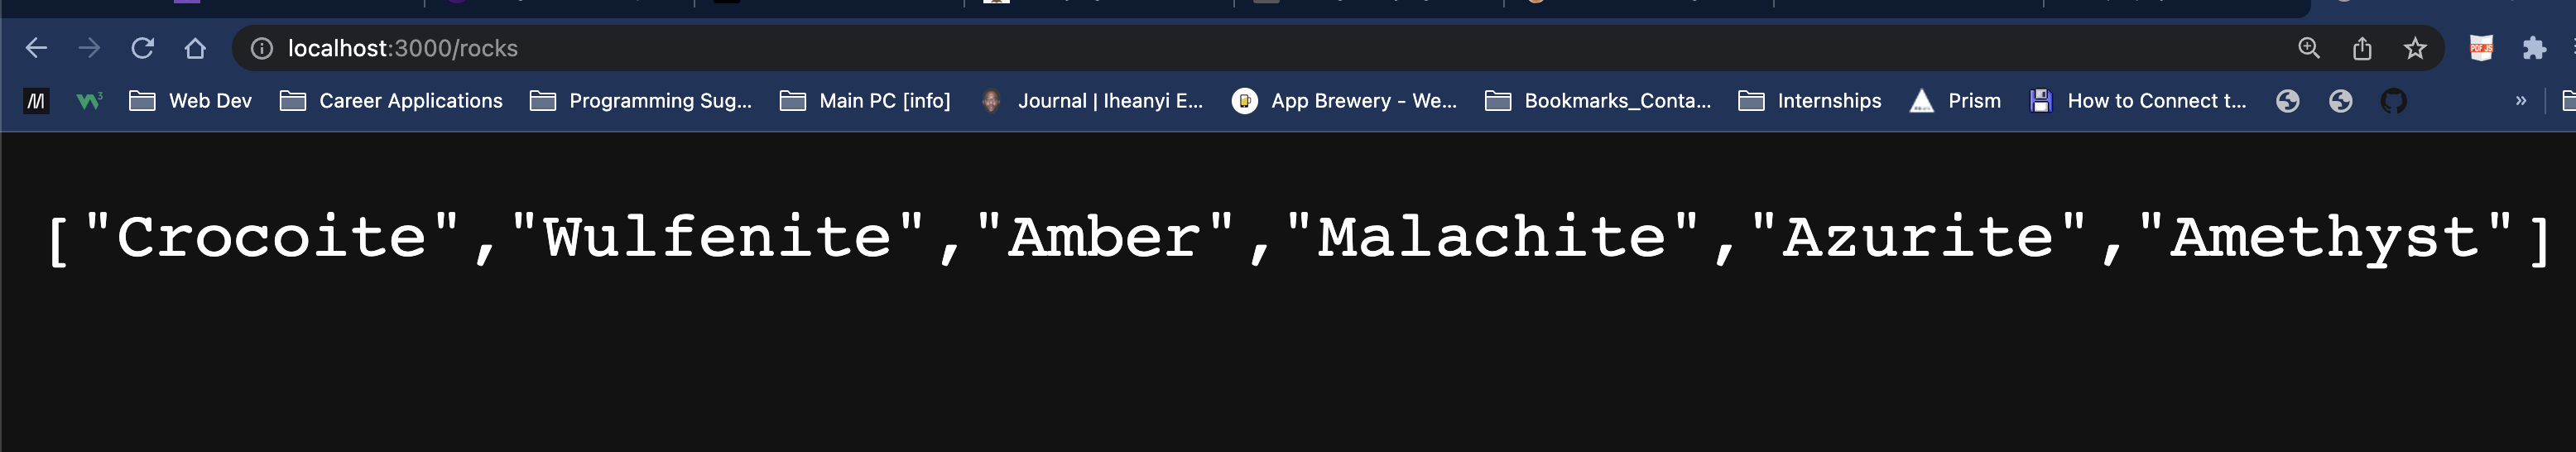 localhost:3000/rocks
Web Dev Career Applications Programming Sug... Main PC [info] Journal | Iheanyi E... App Brewery - We... Bookmarks_Conta... Internships Prism How to Connect t... »
["Crocoite","Wulfenite","Amber","Malachite","Azurite","Amethyst"]